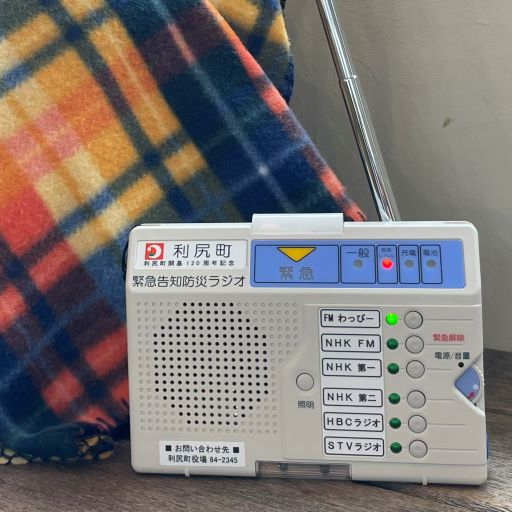 利尻町
利尻町開基120周年記念
緊急告知防災ラジオ
緊急
一般
充電
電池
FMわっぴー
NHK FM
NHK 第一
NHK 第二
HBCラジオ
STVラジオ
緊急解除
電源/音量
照明
■ お問い合わせ先 ■
利尻町役場 84-2345